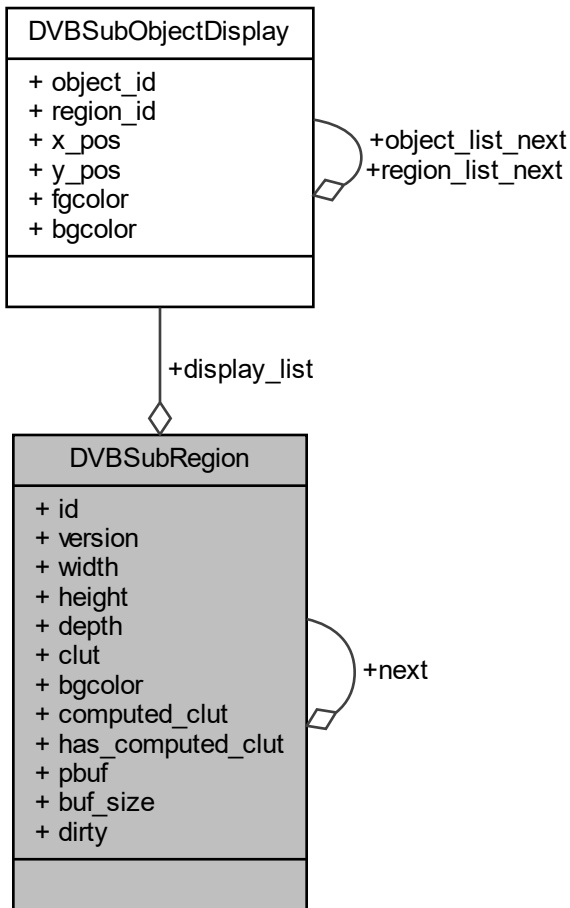 DVBSubObjectDisplay
+ object_id
+ region_id
+ x_pos
+ y_pos
+ fgcolor
+ bgcolor
+object_list_next
+region_list_next
+display_list
DVBSubRegion
+ id
+ version
+ width
+ height
+ depth
+ clut
+ bgcolor
+ computed_clut
+ has_computed_clut
+ pbuf
+ buf_size
+ dirty
+next